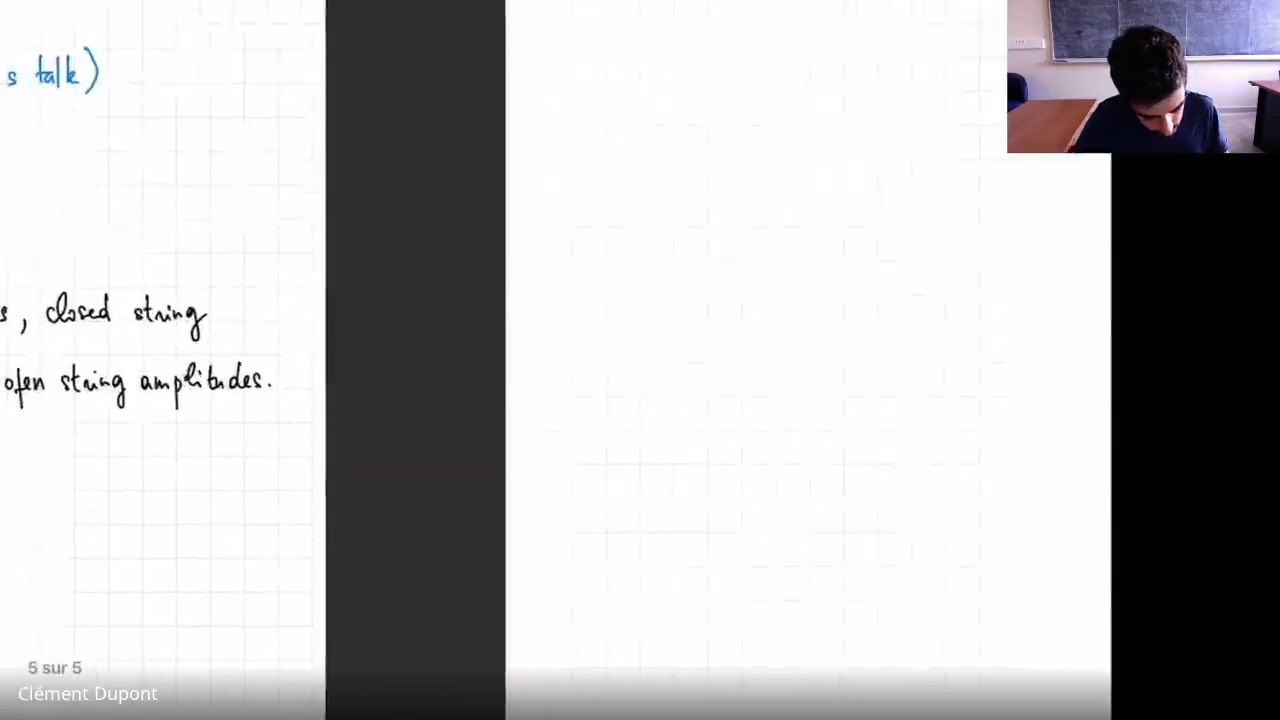 s talk)
s, closed string
open string amplitudes.
5 sur 5
Clément Dupont